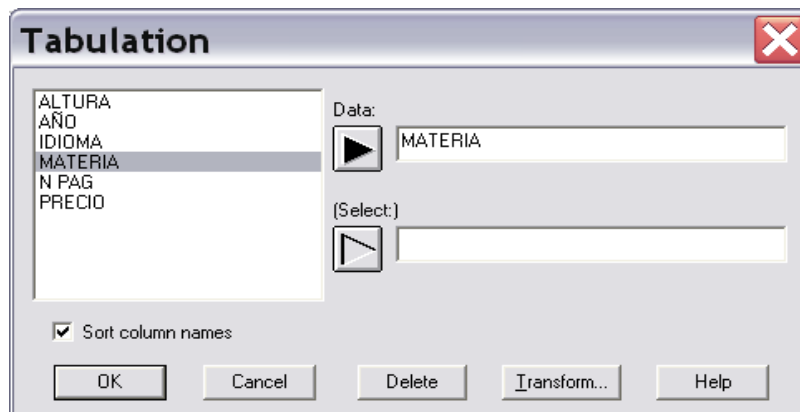 Tabulation
ALTURA
AÑO
IDIOMA
MATERIA
N PAG
PRECIO
Data:
MATERIA
(Select:)
Sort column names
OK
Cancel
Delete
Transform...
Help